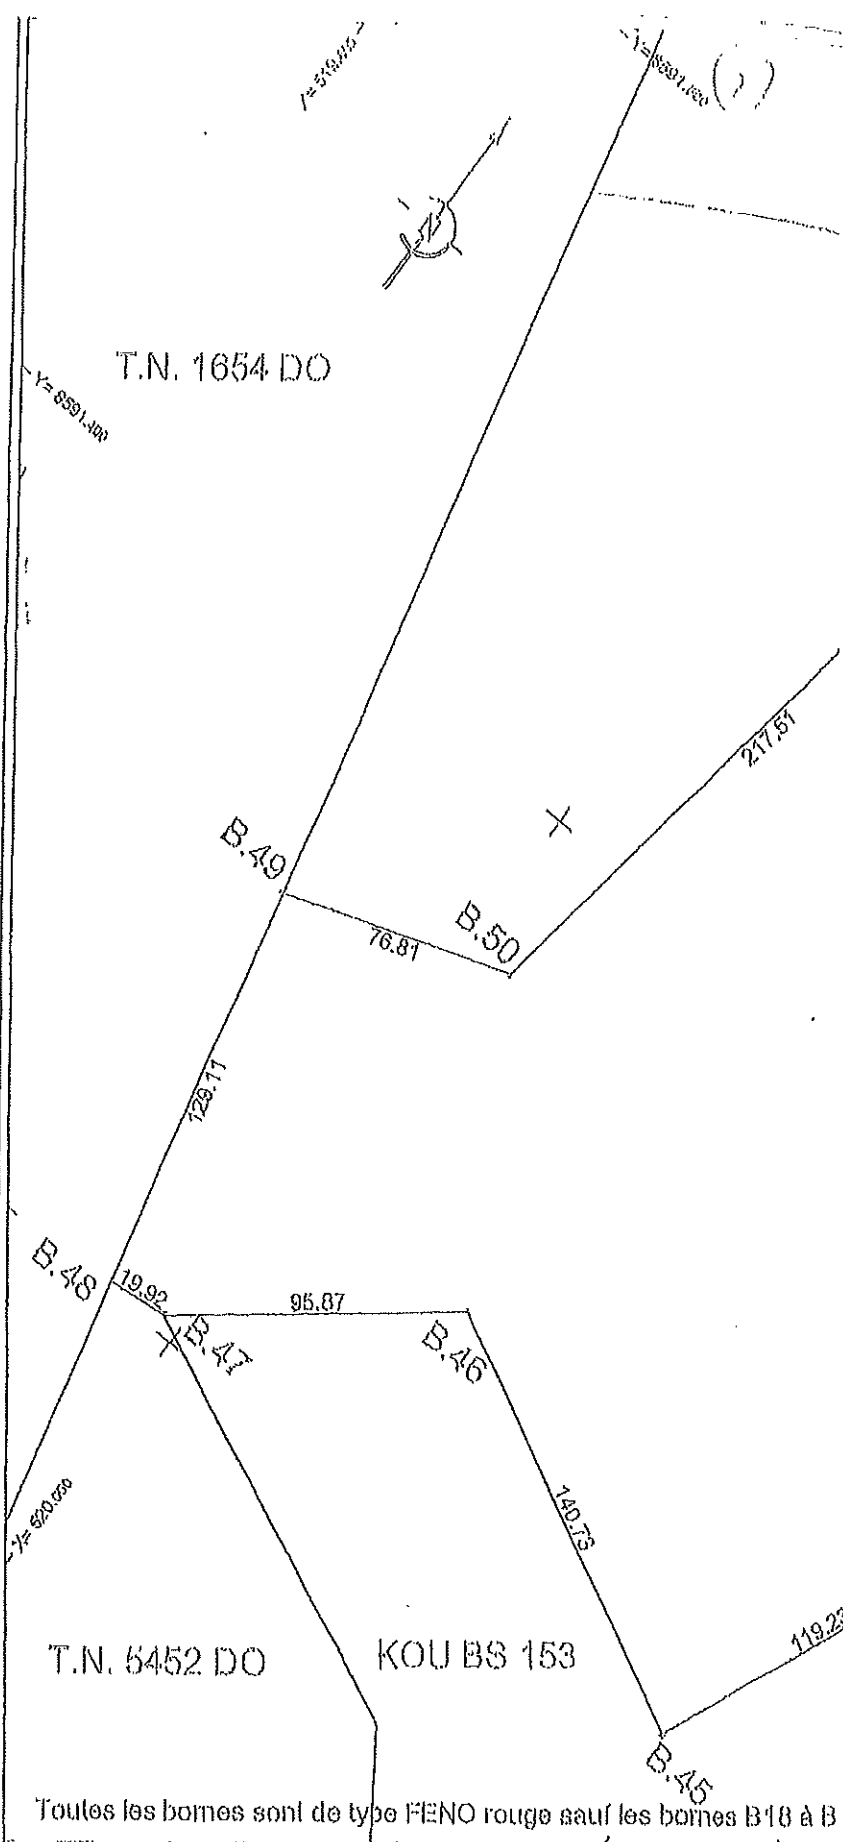 N
T.N. 1654 DO
Y= 8591.400
217.51
B.49
B.50
76.81
129.11
B.48
19.92
95.87
B.47
B.46
140.73
119.23
T.N. 5452 DO
KOU BS 153
B.45
Toutes les bornes sont de type FENO rouge sauf les bornes B18 à B